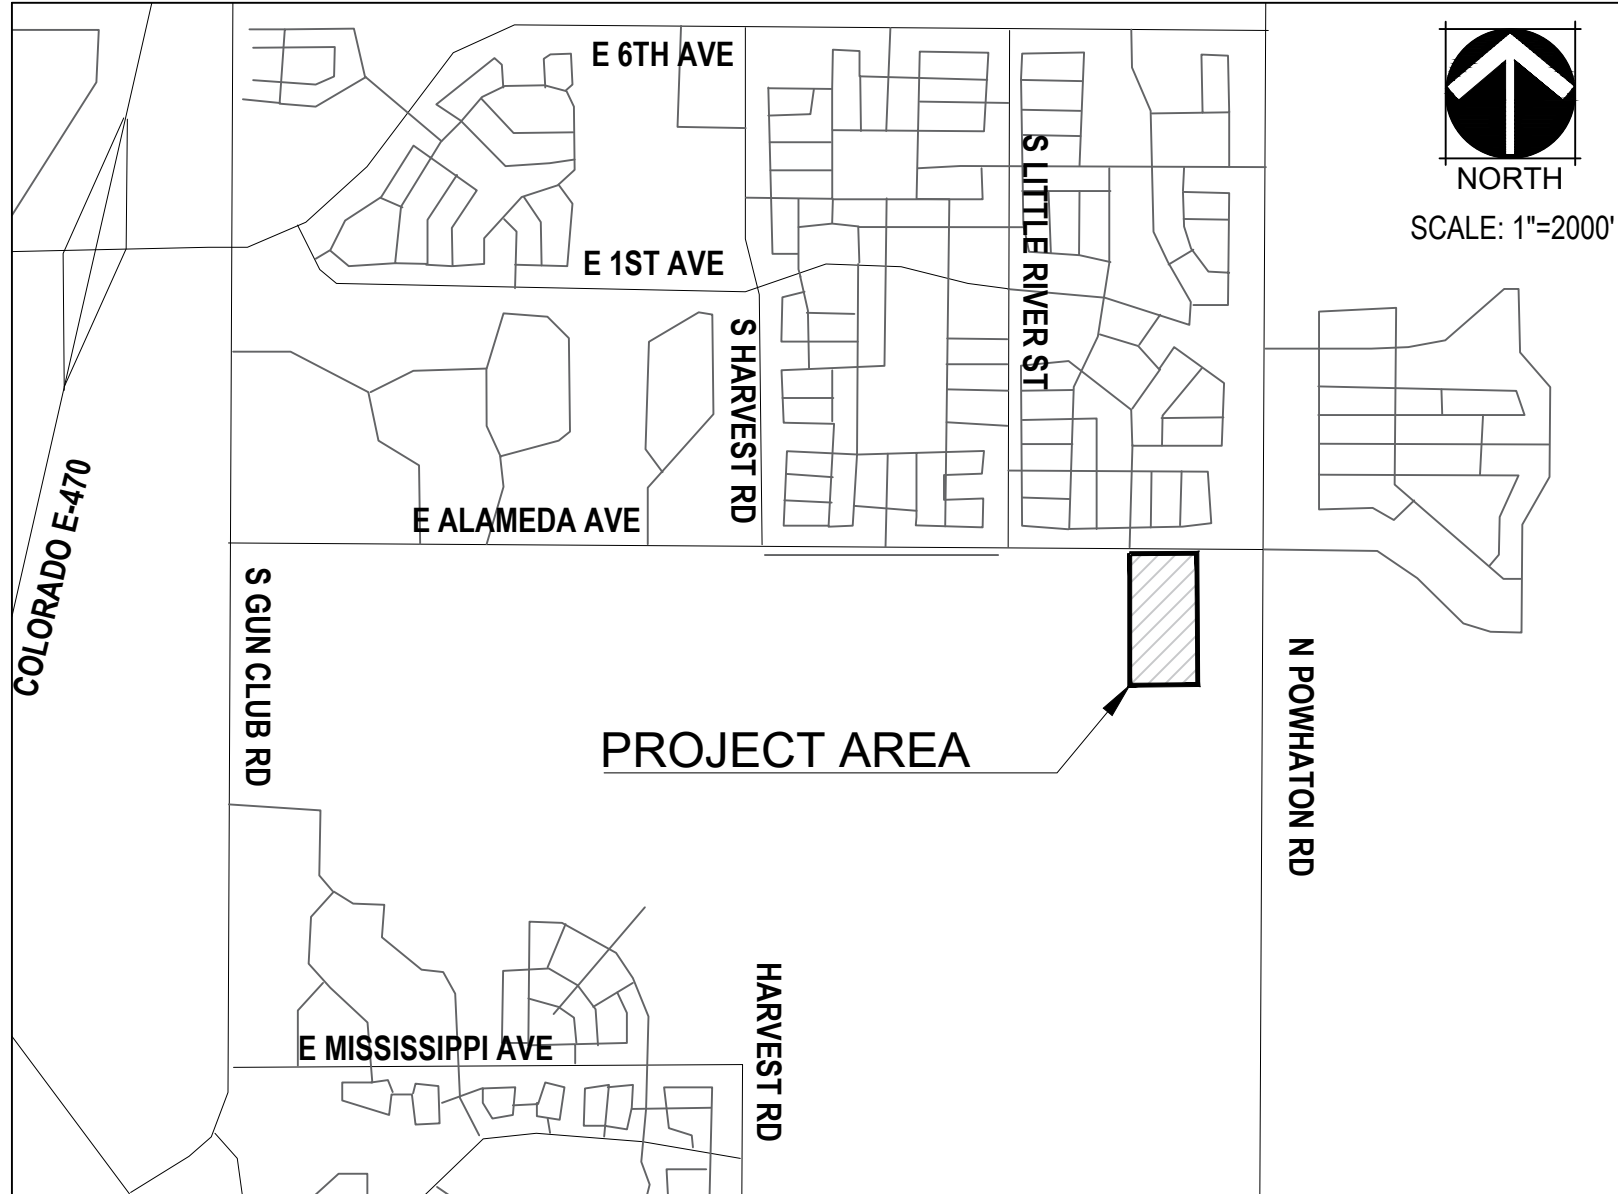 E 6TH AVE
NORTH
SCALE: 1"=2000'
E 1ST AVE
S LITTLE RIVER ST
S HARVEST RD
E ALAMEDA AVE
COLORADO E-470
S GUN CLUB RD
N POWHATON RD
PROJECT AREA
HARVEST RD
E MISSISSIPPI AVE